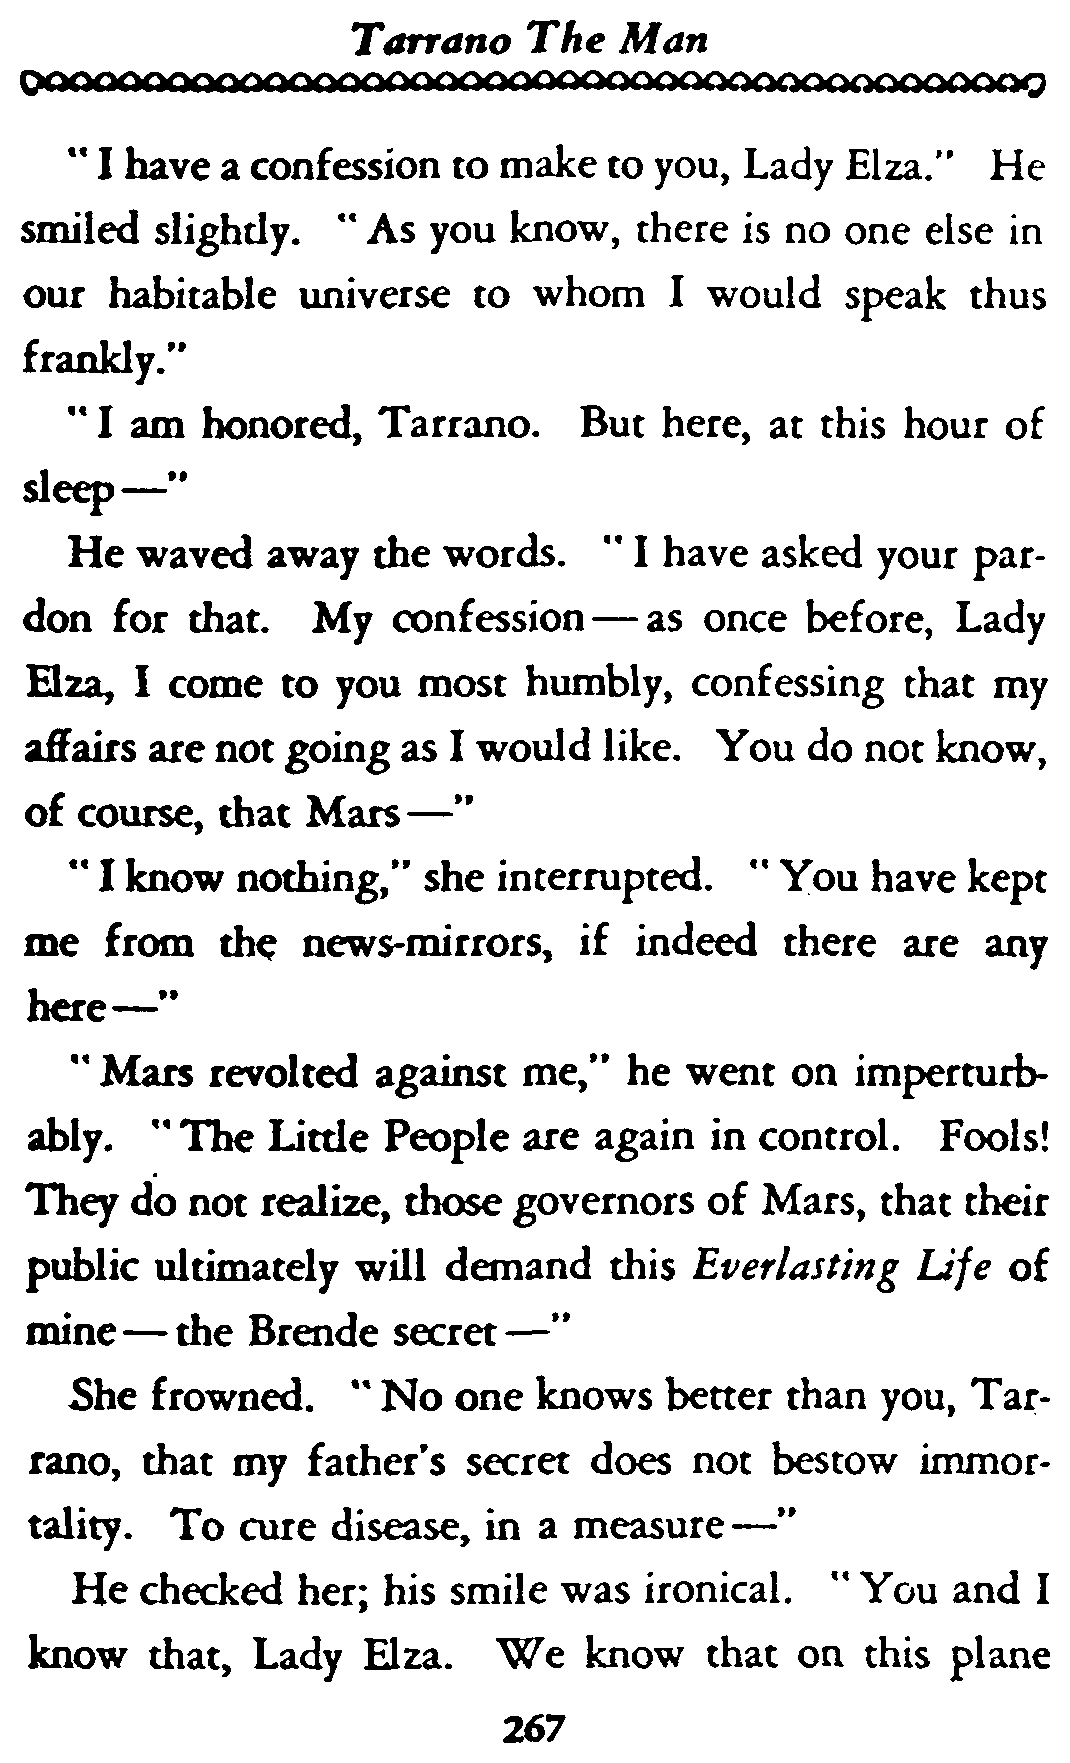 Tarrano The Man
"I have a confession to make to you, Lady Elza." He
smiled slightly. "As you know, there is no one else in
our habitable universe to whom I would speak thus
frankly."
"I am honored, Tarrano. But here, at this hour of
sleep—"
He waved away the words. "I have asked your par-
don for that. My confession—as once before, Lady
Elza, I come to you most humbly, confessing that my
affairs are not going as I would like. You do not know,
of course, that Mars—"
"I know nothing," she interrupted. "You have kept
me from the news-mirrors, if indeed there are any
here—"
"Mars revolted against me," he went on imperturb-
ably. "The Little People are again in control. Fools!
They do not realize, those governors of Mars, that their
public ultimately will demand this Everlasting Life of
mine—the Brende secret—"
She frowned. "No one knows better than you, Tar-
rano, that my father's secret does not bestow immor-
tality. To cure disease, in a measure—"
He checked her; his smile was ironical. "You and I
know that, Lady Elza. We know that on this plane
267